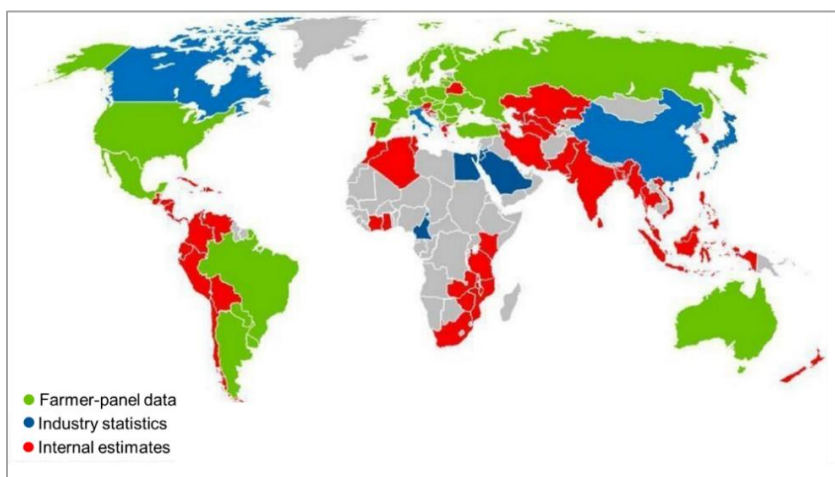 Farmer-panel data
Industry statistics
Internal estimates